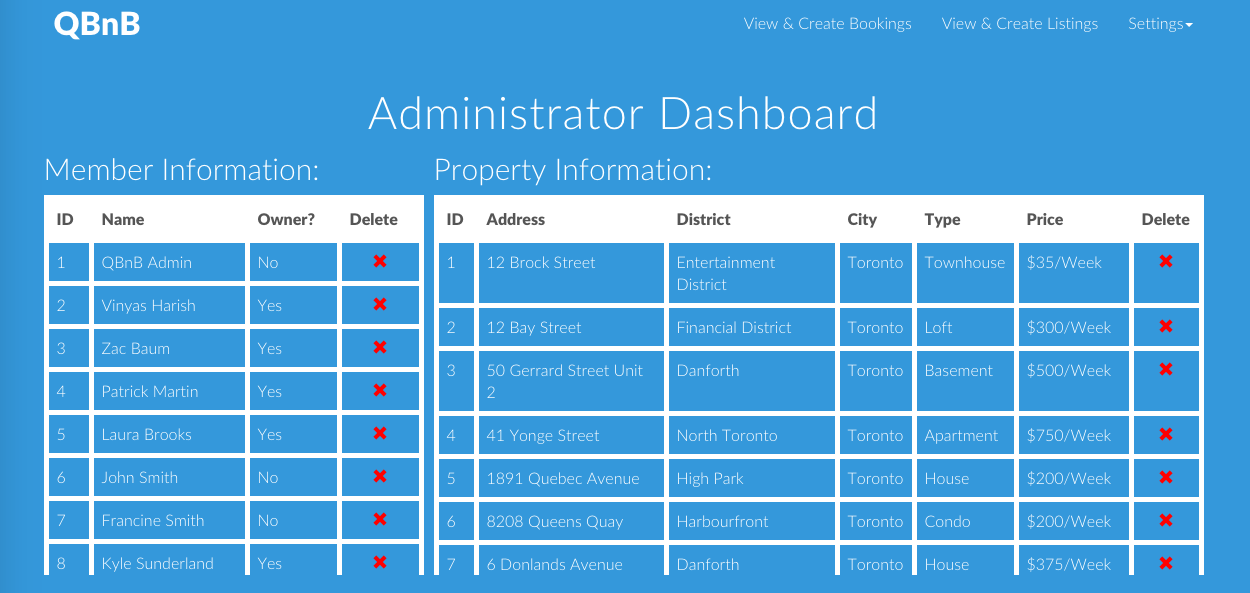 QBnB
View & Create Bookings View & Create Listings Settings
Administrator Dashboard
Member Information:
ID Name Owner? Delete
1 QBnB Admin No
2 Vinyas Harish Yes
3 Zac Baum Yes
4 Patrick Martin Yes
5 Laura Brooks Yes
6 John Smith No
7 Francine Smith No
8 Kyle Sunderland Yes
Property Information:
ID Address District City Type Price Delete
1 12 Brock Street Entertainment District Toronto Townhouse $35/Week
2 12 Bay Street Financial District Toronto Loft $300/Week
3 50 Gerrard Street Unit 2 Danforth Toronto Basement $500/Week
4 41 Yonge Street North Toronto Toronto Apartment $750/Week
5 1891 Quebec Avenue High Park Toronto House $200/Week
6 8208 Queens Quay Harbourfront Toronto Condo $200/Week
7 6 Donlands Avenue Danforth Toronto House $375/Week